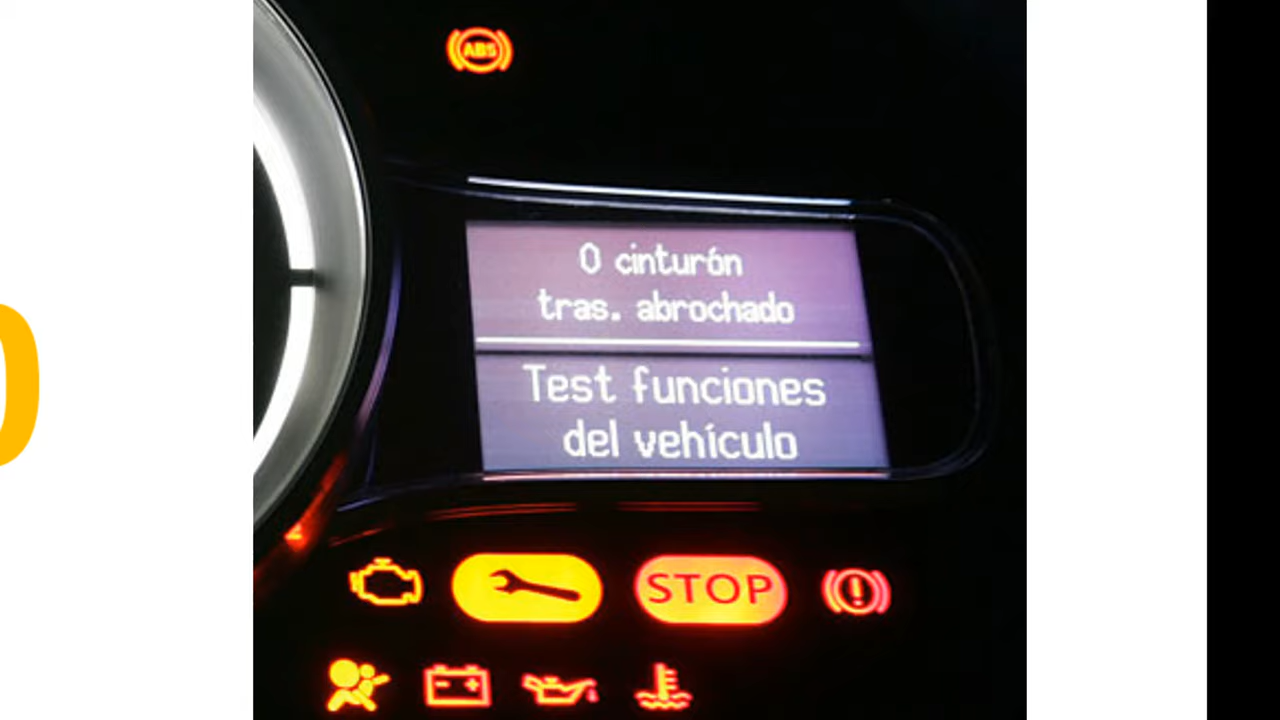 ABS
0 cinturón
tras. abrochado
Test funciones
del vehículo
STOP